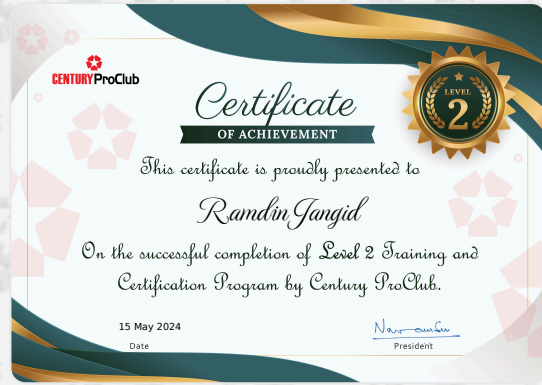 CENTURY ProClub
Certificate
OF ACHIEVEMENT
LEVEL
2
This certificate is proudly presented to
Ramdin Jangid
On the successful completion of Level 2 Training and
Certification Program by Century ProClub.
15 May 2024
Date
President